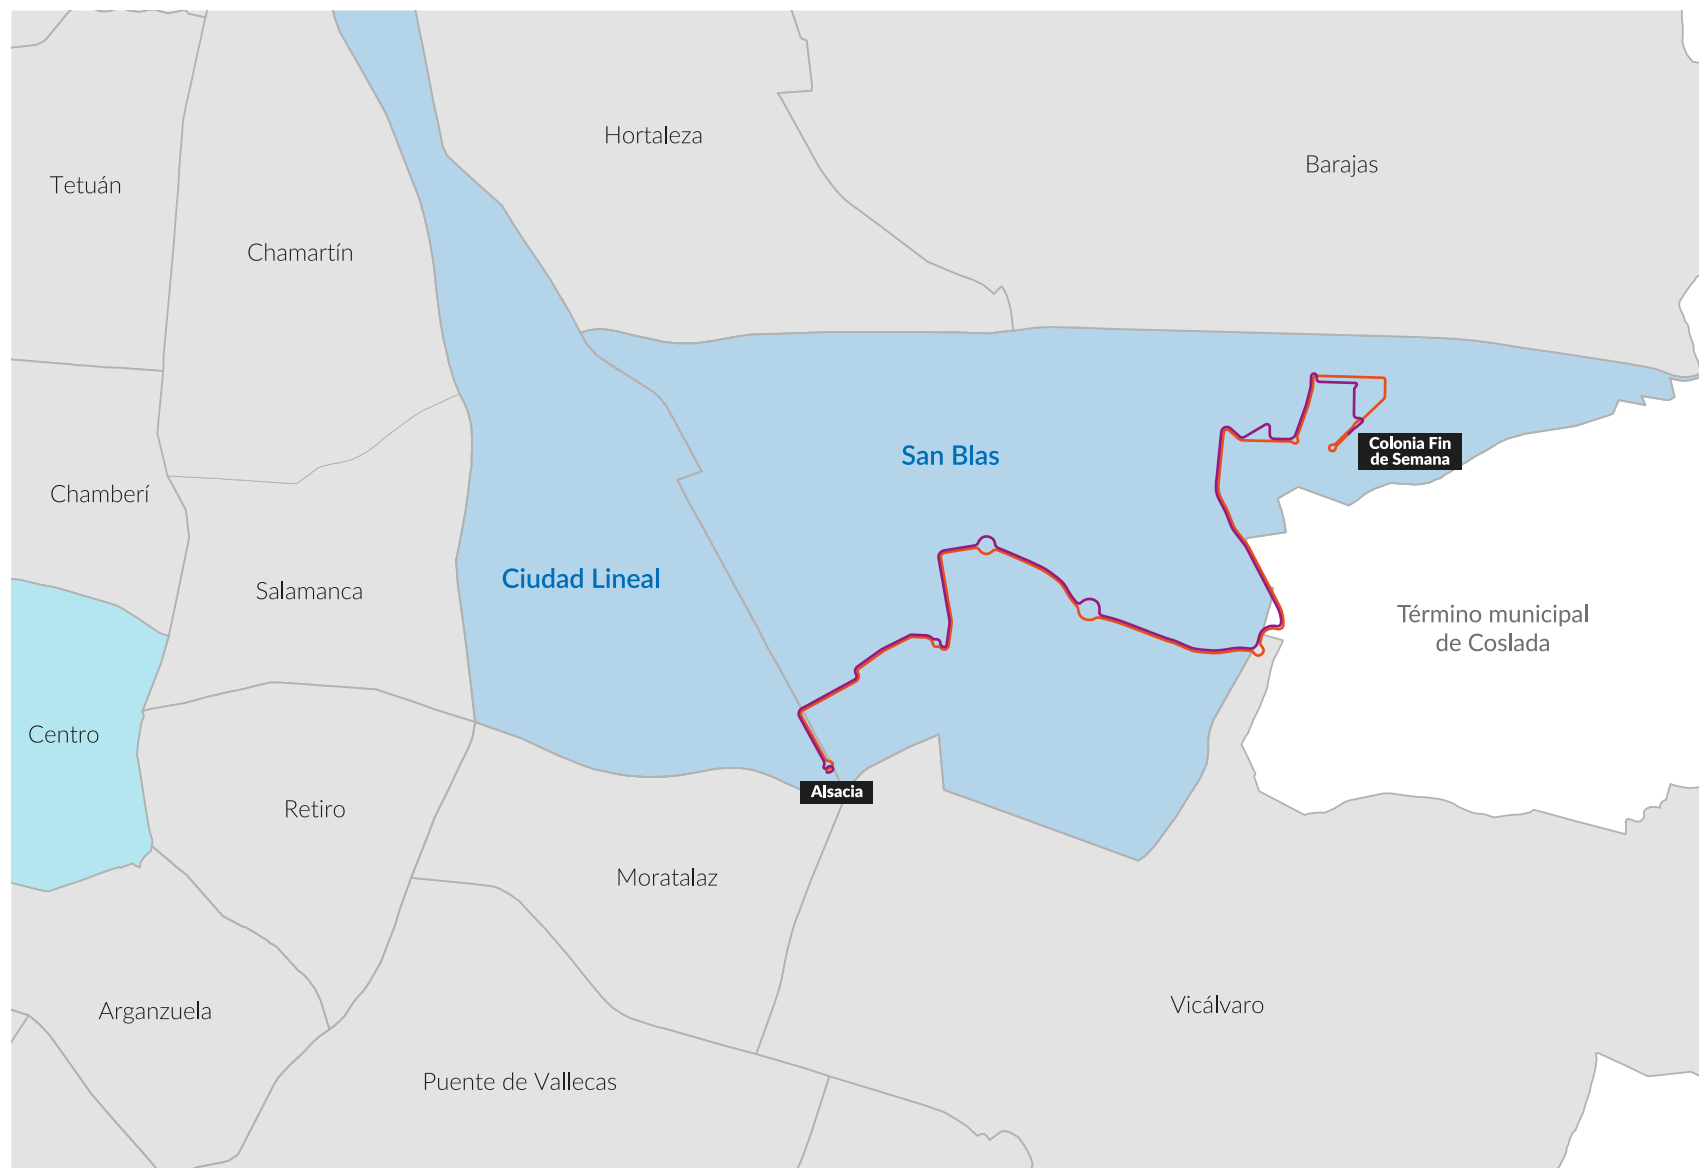 Hortaleza
Barajas
Tetuán
Chamartín
San Blas
Colonia Fin
de Semana
Chamberí
Ciudad Lineal
Salamanca
Término municipal
de Coslada
Centro
Alsacia
Retiro
Moratalaz
Vicálvaro
Arganzuela
Puente de Vallecas